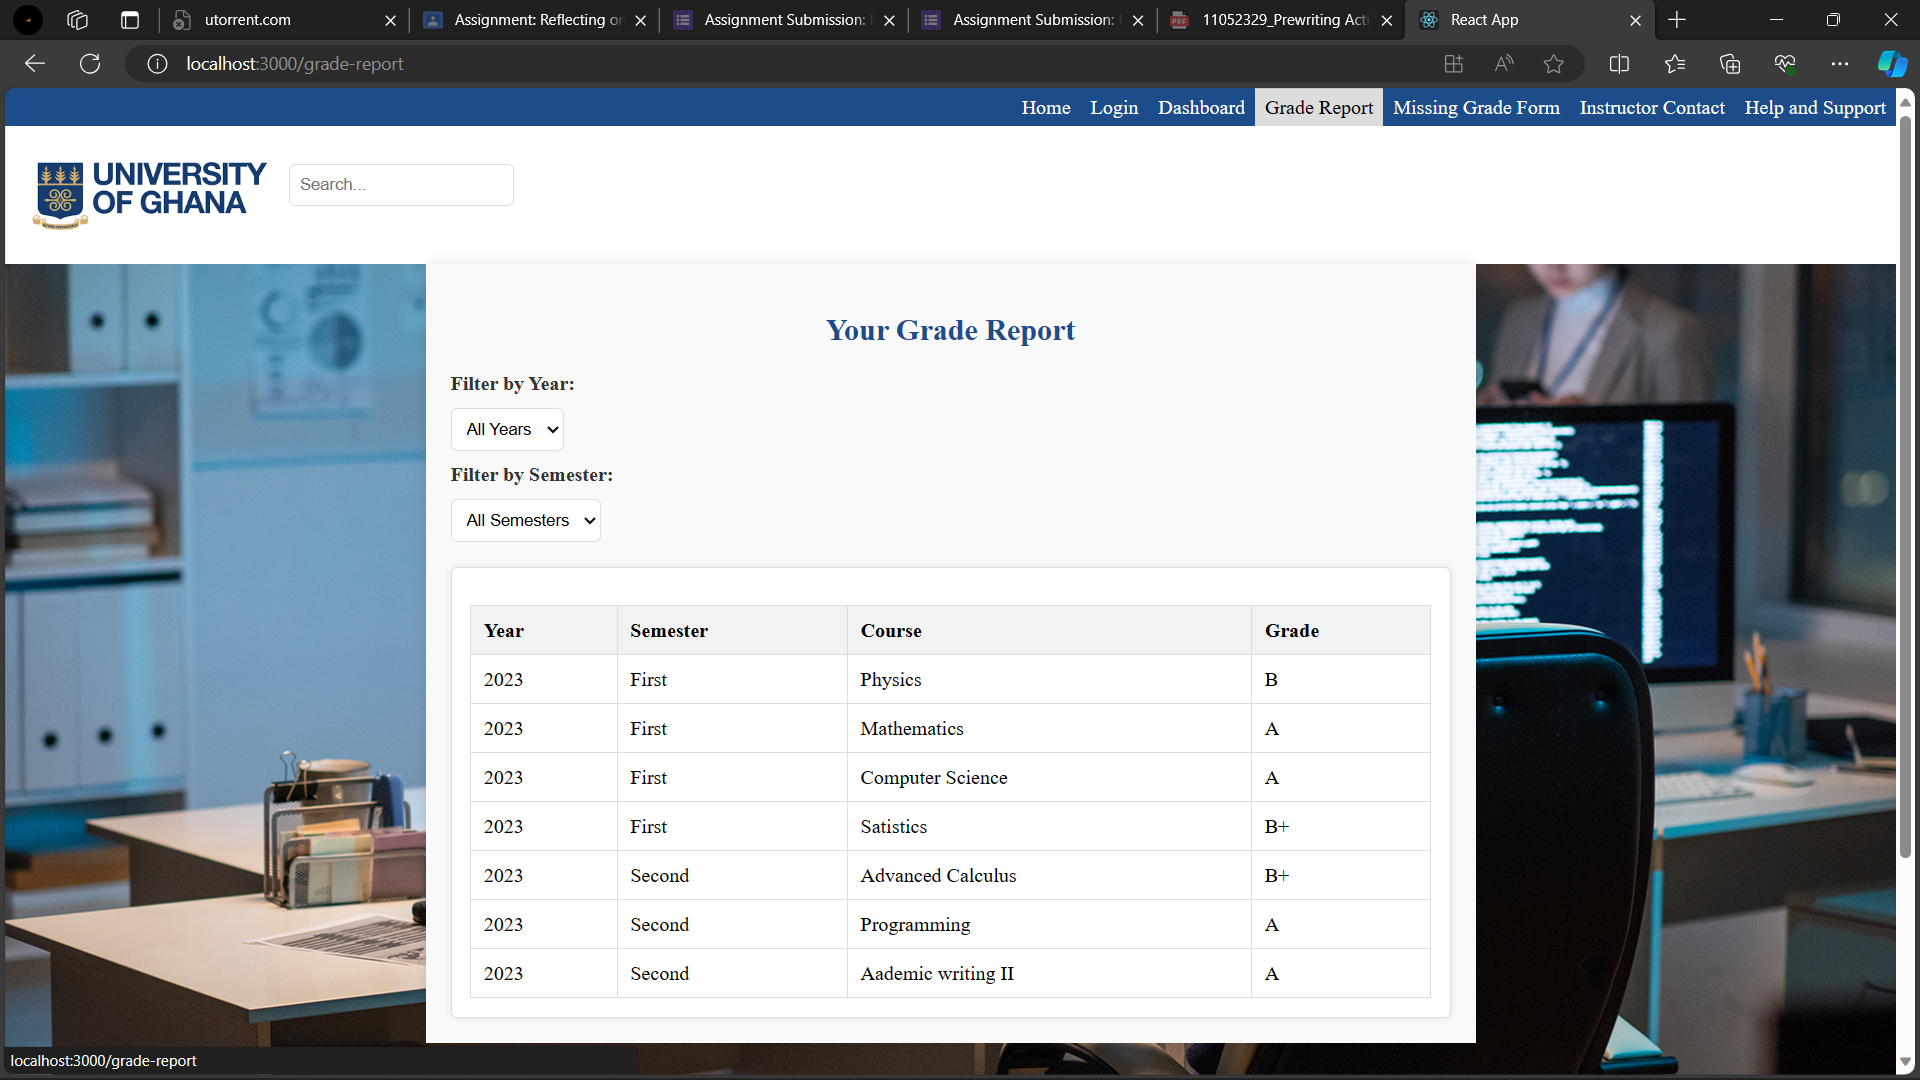 utorrent.com
Assignment: Reflecting or
Assignment Submission:
Assignment Submission:
11052329_Prewriting Acti
React App
localhost:3000/grade-report
Home Login Dashboard Grade Report Missing Grade Form Instructor Contact Help and Support
UNIVERSITY
OF GHANA
Search...
Your Grade Report
Filter by Year:
All Years
Filter by Semester:
All Semesters
Year Semester Course Grade
2023 First Physics B
2023 First Mathematics A
2023 First Computer Science A
2023 First Satistics B+
2023 Second Advanced Calculus B+
2023 Second Programming A
2023 Second Aademic writing II A
localhost:3000/grade-report